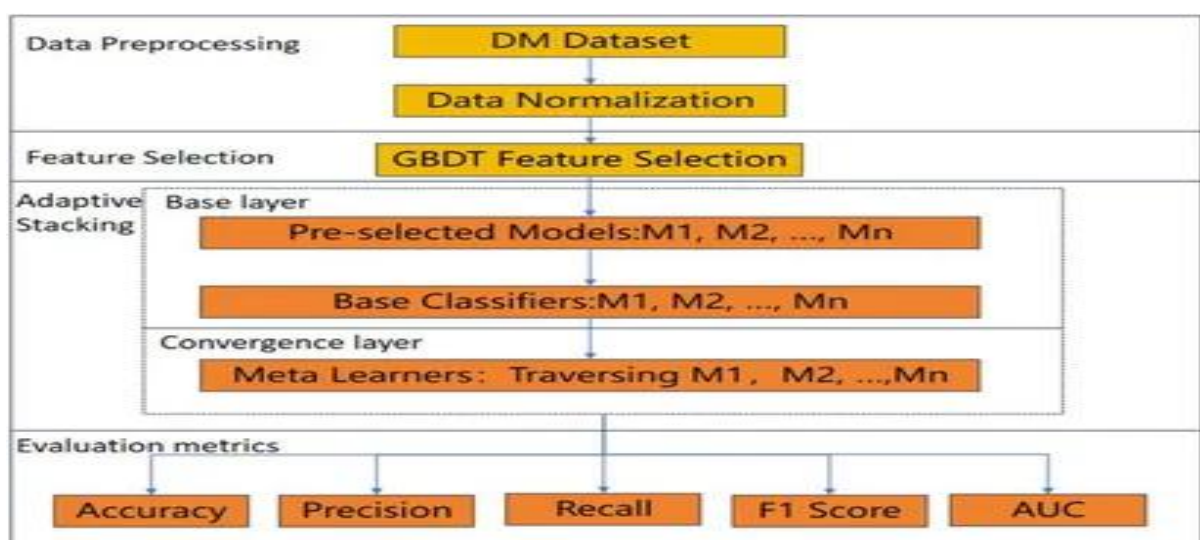 Data Preprocessing
DM Dataset
Data Normalization
Feature Selection
GBDT Feature Selection
Adaptive
Stacking
Base layer
Pre-selected Models:M1, M2, ..., Mn
Base Classifiers:M1, M2, ..., Mn
Convergence layer
Meta Learners: Traversing M1, M2, ...,Mn
Evaluation metrics
Accuracy
Precision
Recall
F1 Score
AUC